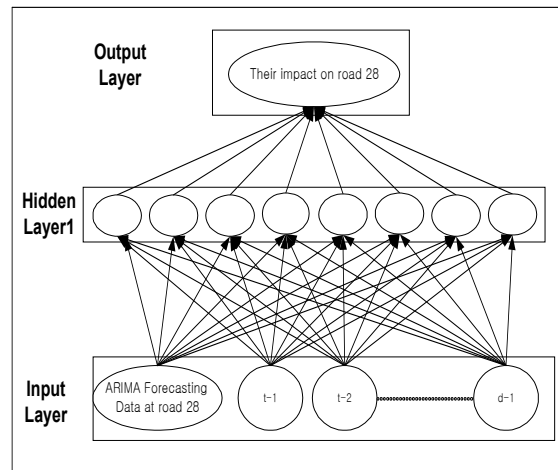 Output
Layer
Their impact on road 28
Hidden
Layer1
Input
Layer
ARIMA Forecasting
Data at road 28
t-1
t-2
d-1